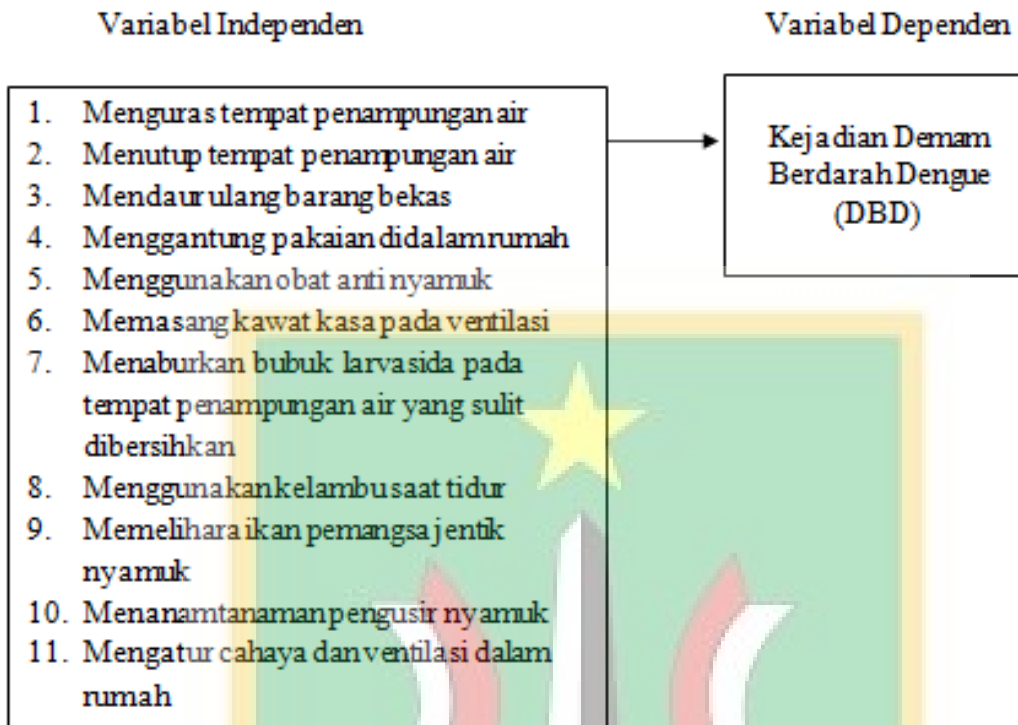 Variabel Independen
Variabel Dependen
1. Menguras tempat penampungan air
2. Menutup tempat penampungan air
3. Mendaur ulang barang bekas
4. Menggantung pakaian didalam rumah
5. Menggunakan obat anti nyamuk
6. Memasang kawat kasa pada ventilasi
7. Menaburkan bubuk larvasida pada
tempat penampungan air yang sulit
dibersihkan
8. Menggunakan kelambu saat tidur
9. Memelihara ikan pemangsa jentik
nyamuk
10. Menanam tanaman pengusir nyamuk
11. Mengatur cahaya dan ventilasi dalam
rumah
Kejadian Demam
Berdarah Dengue
(DBD)